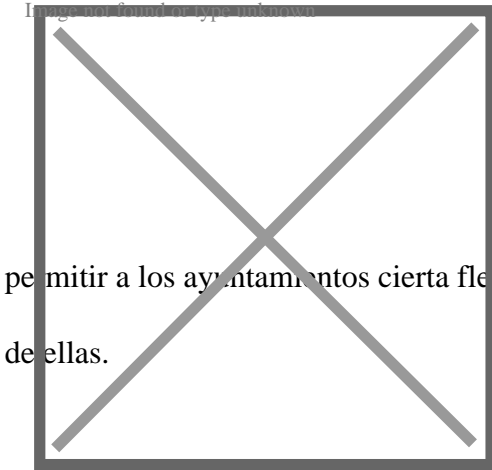 Image not found or type unknown
permitir a los ayuntamientos cierta fle
de ellas.